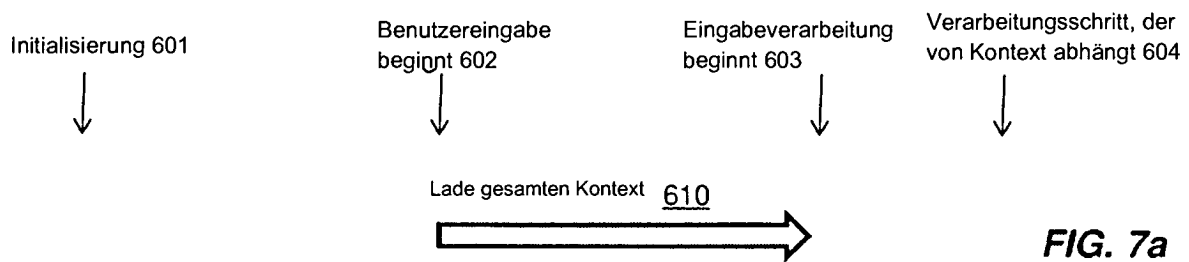 Initialisierung 601
Benutzereingabe
beginnt 602
Eingabeverarbeitung
beginnt 603
Verarbeitungsschritt, der
von Kontext abhängt 604
Lade gesamten Kontext 610
FIG. 7a